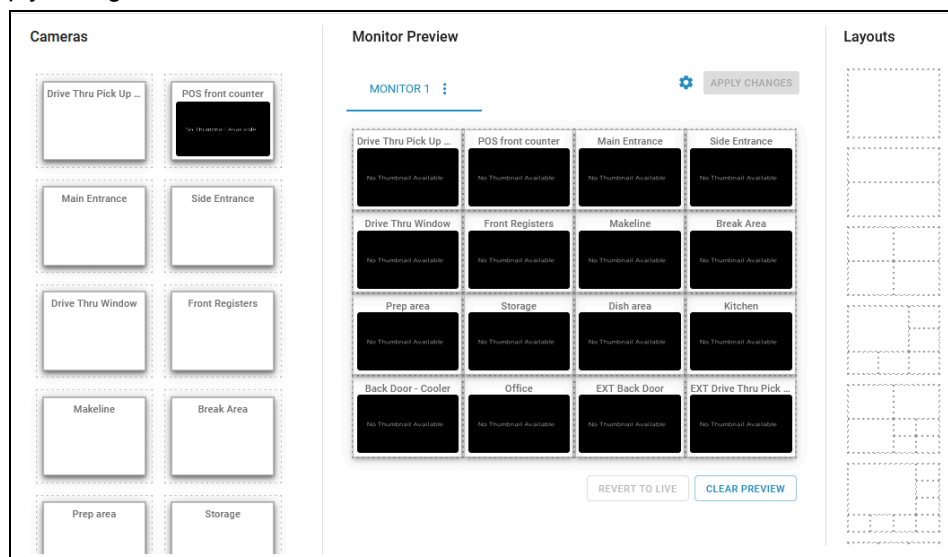 Cameras
Monitor Preview
Layouts
MONITOR 1
APPLY CHANGES
Drive Thru Pick Up ...
POS front counter
No Thumbnail Available
Main Entrance
Side Entrance
Drive Thru Window
Front Registers
Makeline
Break Area
Prep area
Storage
Drive Thru Pick Up ...
POS front counter
Main Entrance
Side Entrance
No Thumbnail Available
No Thumbnail Available
No Thumbnail Available
No Thumbnail Available
Drive Thru Window
Front Registers
Makeline
Break Area
No Thumbnail Available
No Thumbnail Available
No Thumbnail Available
No Thumbnail Available
Prep area
Storage
Dish area
Kitchen
No Thumbnail Available
No Thumbnail Available
No Thumbnail Available
No Thumbnail Available
Back Door - Cooler
Office
EXT Back Door
EXT Drive Thru Pick ...
No Thumbnail Available
No Thumbnail Available
No Thumbnail Available
No Thumbnail Available
REVERT TO LIVE
CLEAR PREVIEW